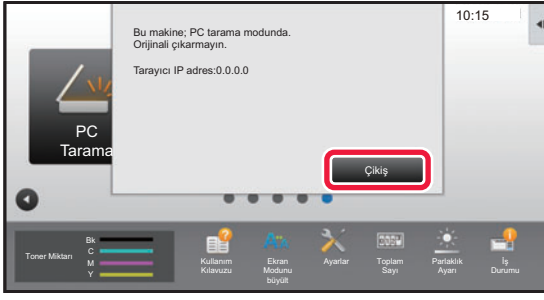 10:15
Bu makine; PC tarama modunda.
Orijinali çıkarmayın.
Tarayıcı IP adres:0.0.0.0
PC
Tarama
Çikiş
Toner Miktarı
Bk
C
M
Y
Kullanım
Kılavuzu
Ekran
Modunu
büyült
Ayarlar
Toplam
Sayı
Parlaklık
Ayarı
İş
Durumu